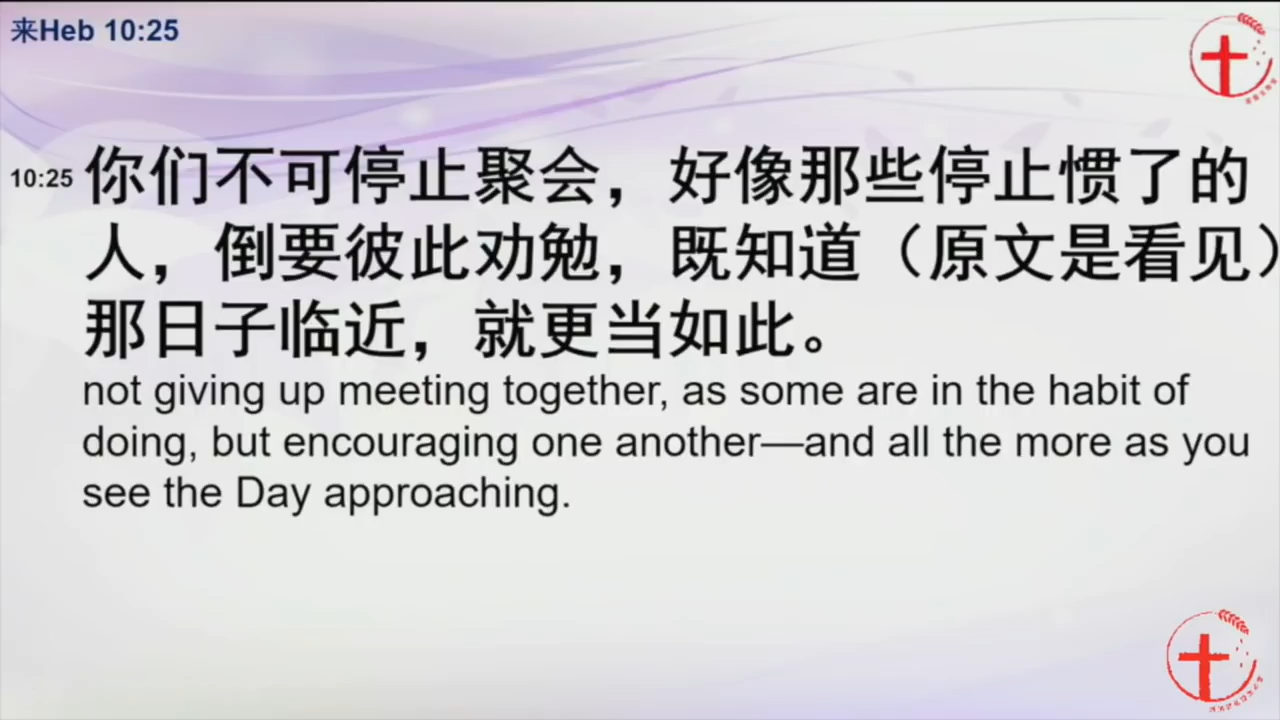 来Heb 10:25
10:25 你们不可停止聚会，好像那些停止惯了的
人，倒要彼此劝勉，既知道（原文是看见）
那日子临近，就更当如此。
not giving up meeting together, as some are in the habit of
doing, but encouraging one another—and all the more as you
see the Day approaching.